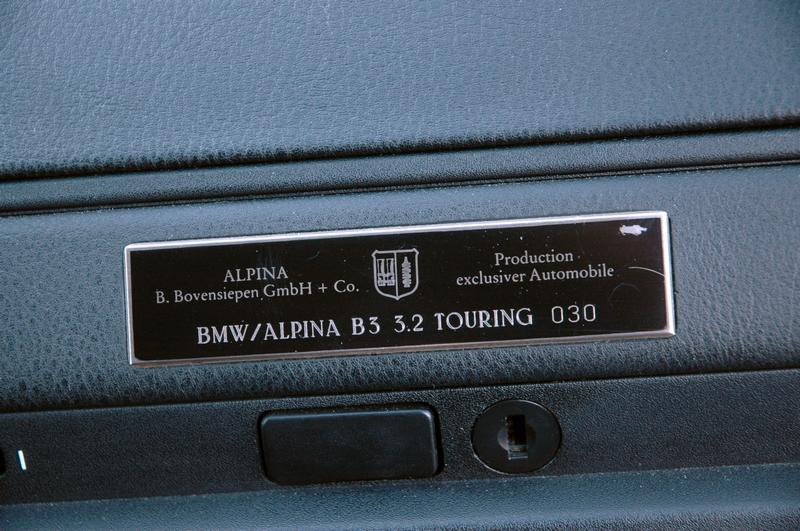 ALPINA
B. Bovensiepen GmbH + Co.
Production
exclusiver Automobile
BMW/ALPINA B3 3.2 TOURING 030